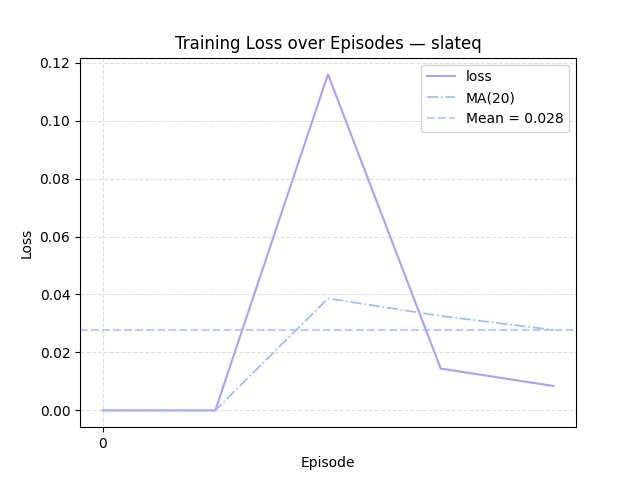 Training Loss over Episodes — slateq
loss
MA(20)
Mean = 0.028
0.12
0.10
0.08
0.06
0.04
0.02
0.00
Loss
0
Episode